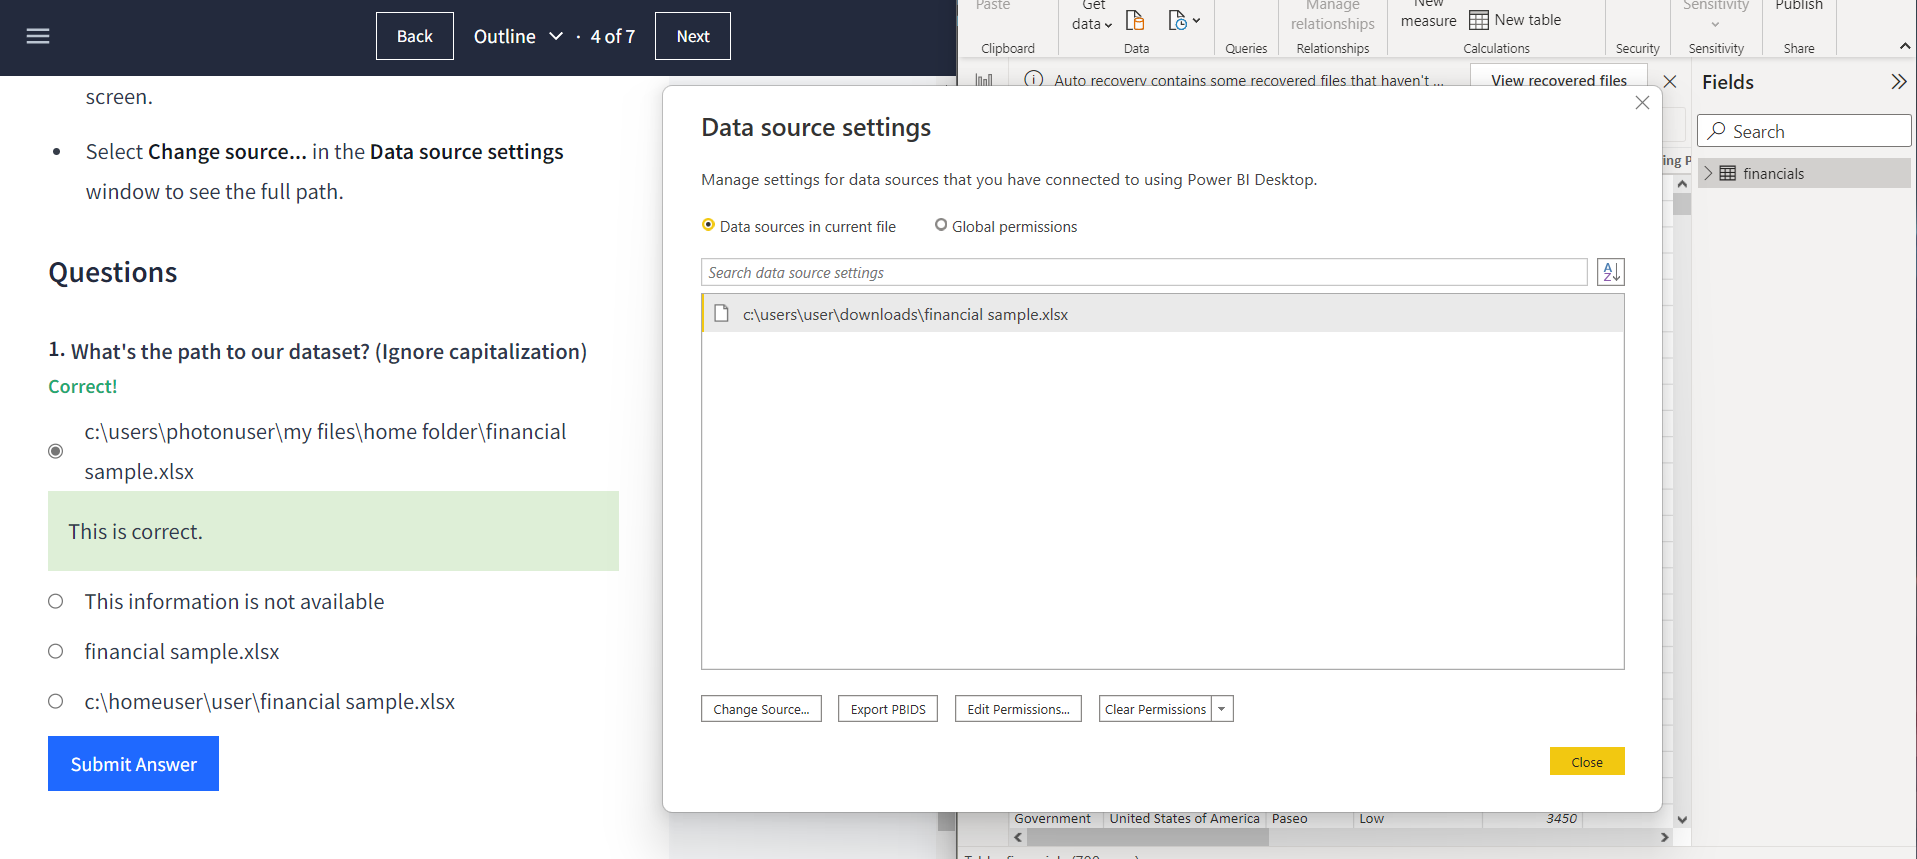 Back
Outline
· 4 of 7
Next
screen.
• Select Change source... in the Data source settings
window to see the full path.
Questions
1. What's the path to our dataset? (Ignore capitalization)
Correct!
c:\users\photonuser\my files\home folder\financial
sample.xlsx
This is correct.
This information is not available
financial sample.xlsx
c:\homeuser\user\financial sample.xlsx
Submit Answer
Paste
Clipboard
Get
data
Data
Queries
Manage
relationships
Relationships
New
measure
New table
Calculations
Security
Sensitivity
Sensitivity
Publish
Share
Auto recovery contains some recovered files that haven't ...
View recovered files
Data source settings
Manage settings for data sources that you have connected to using Power BI Desktop.
Data sources in current file
Global permissions
Search data source settings
c:\users\user\downloads\financial sample.xlsx
Change Source...
Export PBIDS
Edit Permissions...
Clear Permissions
Close
ing P
Government
United States of America
Paseo
Low
3450
Fields
Search
financials